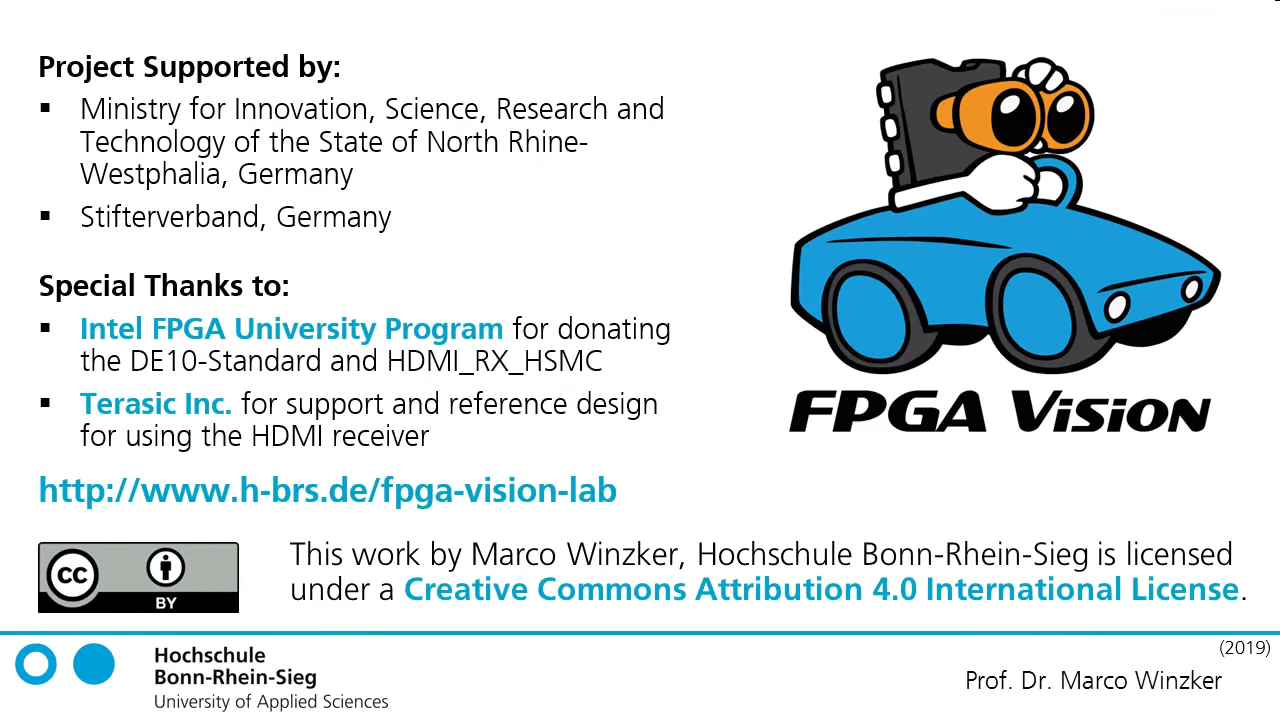 Project Supported by:
▪ Ministry for Innovation, Science, Research and
Technology of the State of North Rhine-
Westphalia, Germany
▪ Stifterverband, Germany
Special Thanks to:
▪ Intel FPGA University Program for donating
the DE10-Standard and HDMI_RX_HSMC
▪ Terasic Inc. for support and reference design
for using the HDMI receiver
http://www.h-brs.de/fpga-vision-lab
FPGA Vision
cc
BY
This work by Marco Winzker, Hochschule Bonn-Rhein-Sieg is licensed
under a Creative Commons Attribution 4.0 International License.
Hochschule
Bonn-Rhein-Sieg
University of Applied Sciences
(2019)
Prof. Dr. Marco Winzker